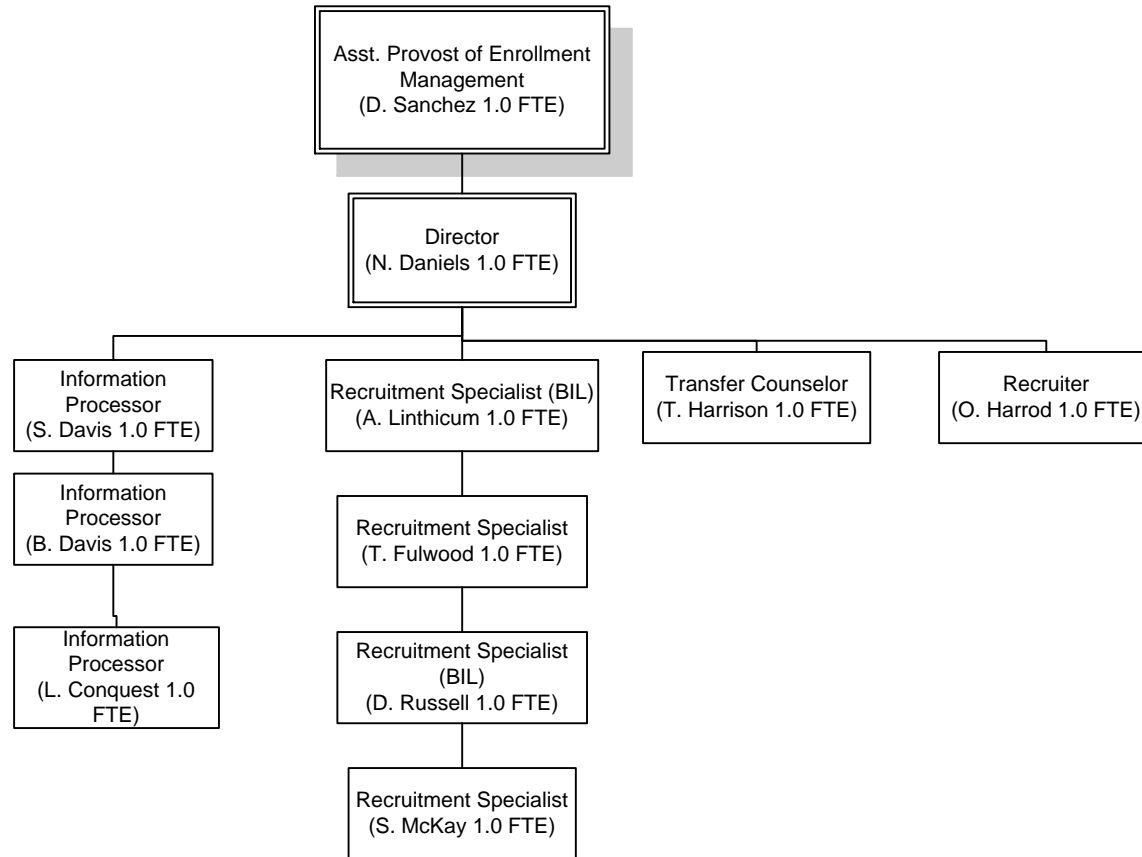 Asst. Provost of Enrollment
Management
(D. Sanchez 1.0 FTE)
Director
(N. Daniels 1.0 FTE)
Information
Processor
(S. Davis 1.0 FTE)
Recruitment Specialist (BIL)
(A. Linthicum 1.0 FTE)
Transfer Counselor
(T. Harrison 1.0 FTE)
Recruiter
(O. Harrod 1.0 FTE)
Information
Processor
(B. Davis 1.0 FTE)
Recruitment Specialist
(T. Fulwood 1.0 FTE)
Information
Processor
(L. Conquest 1.0
FTE)
Recruitment Specialist
(BIL)
(D. Russell 1.0 FTE)
Recruitment Specialist
(S. McKay 1.0 FTE)